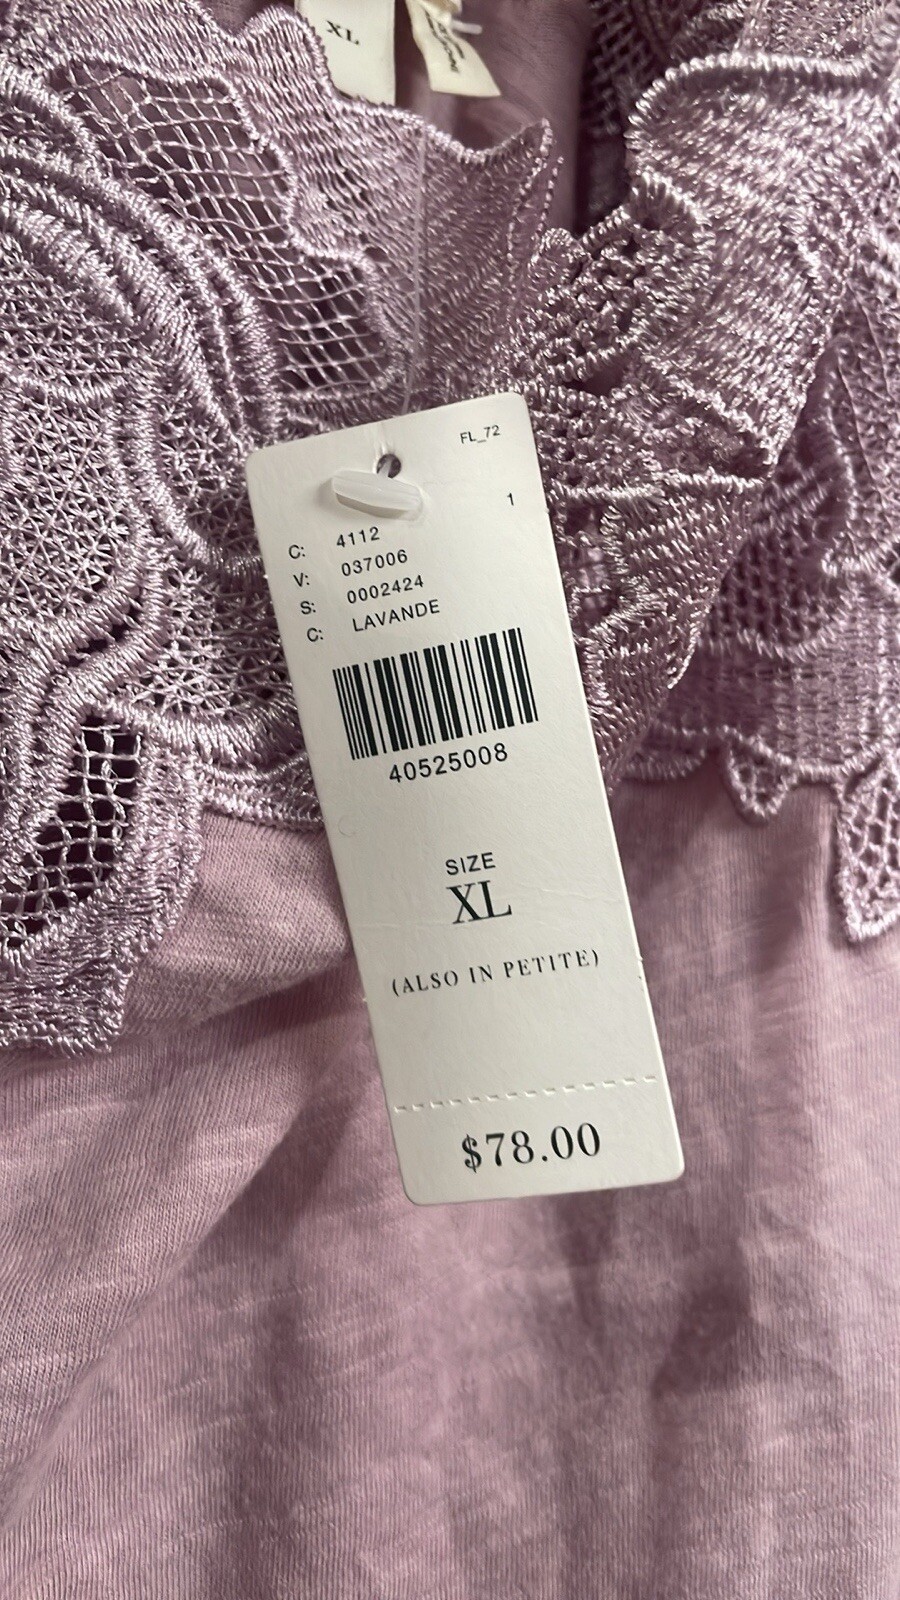 XL
FL_72
1
C: 4112
V: 037006
S: 0002424
C: LAVANDE
40525008
SIZE
XL
(ALSO IN PETITE)
$78.00